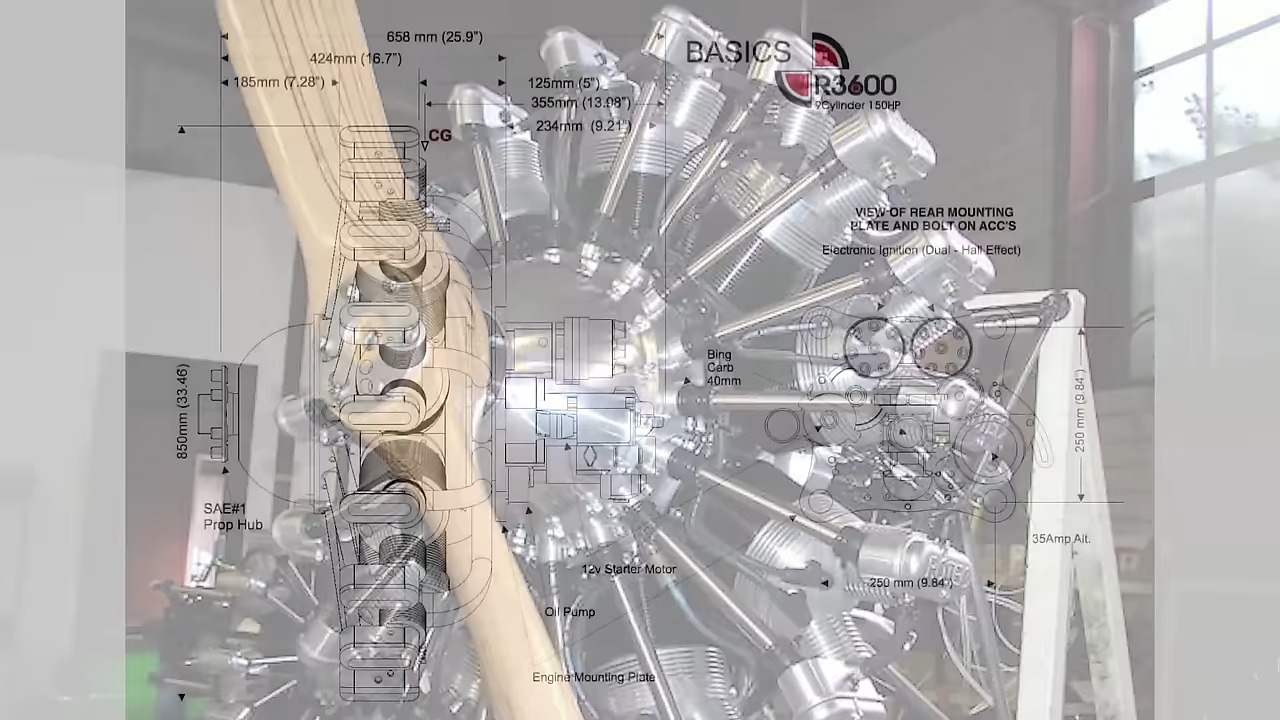 658 mm (25.9")
424mm (16.7")
185mm (7.28")
125mm (5")
355mm (13.98")
234mm (9.21")
CG
BASICS
R3600
9Cylinder 150HP
VIEW OF REAR MOUNTING
PLATE AND BOLT ON ACC'S
Electronic Ignition (Dual - Hall Effect)
Bing
Carb
40mm
850mm (33.46)
250 mm (9.84")
SAE#1
Prop Hub
35Amp Alt.
12v Starter Motor
250 mm (9.84")
Oil Pump
Engine Mounting Plate